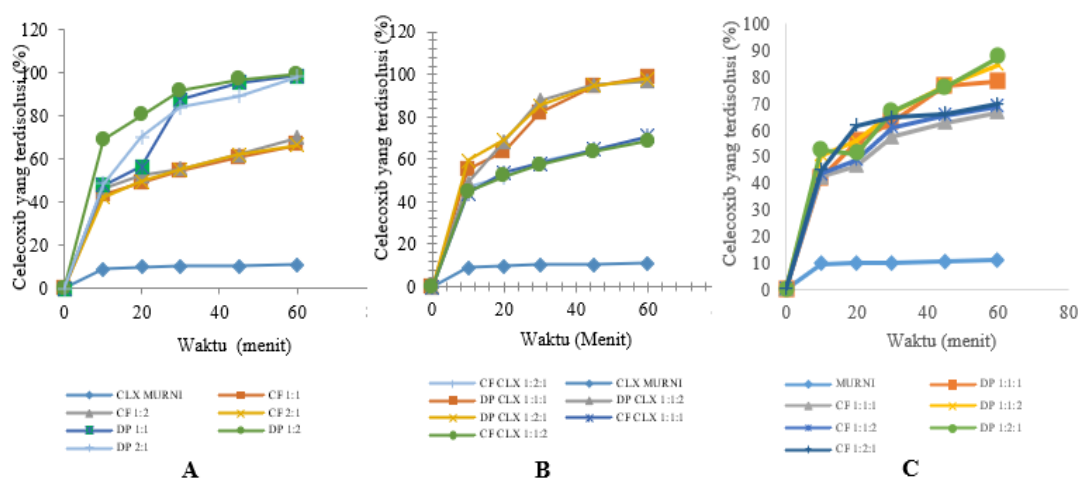 Celecoxib yang terdisolusi (%)
120
100
80
60
40
20
0
0 20 40 60
Waktu (menit)
CLX MURNI CF 1:1
CF 1:2 CF 2:1
DP 1:1 DP 1:2
DP 2:1
A
Celecoxib yang terdisolusi (%)
120
100
80
60
40
20
0
0 20 40 60
Waktu (Menit)
CF CLX 1:2:1 CLX MURNI
DP CLX 1:1:1 DP CLX 1:1:2
DP CLX 1:2:1 CF CLX 1:1:1
CF CLX 1:1:2
B
Celecoxib yang terdisolusi (%)
100
90
80
70
60
50
40
30
20
10
0
0 20 40 60 80
Waktu (menit)
MURNI DP 1:1:1
CF 1:1:1 DP 1:1:2
CF 1:1:2 DP 1:2:1
CF 1:2:1
C